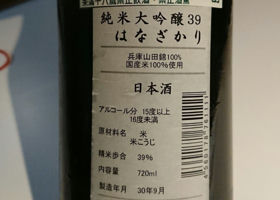 純米大吟醸39
はなざかり
兵庫山田錦100%
国産米100%使用
日本酒
アルコール分 15度以上
16度未満
原材料名 米
米こうじ
精米歩合 39%
内容量 720ml
製造年月 30年9月